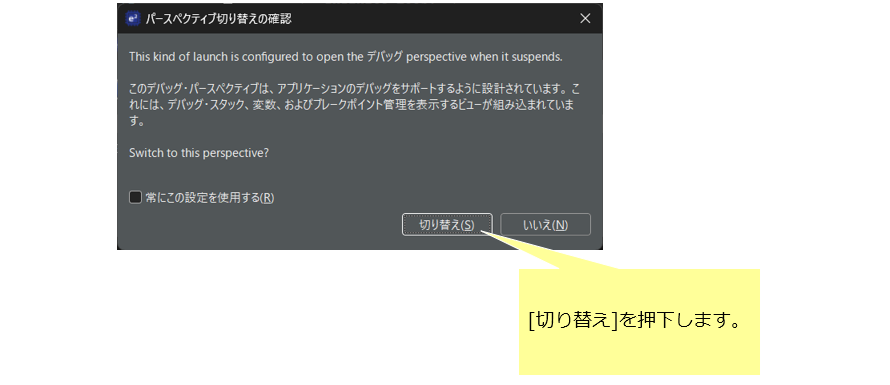 e² パースペクティブ切り替えの確認
This kind of launch is configured to open the デバッグ perspective when it suspends.
このデバッグ・パースペクティブは、アプリケーションのデバッグをサポートするように設計されています。 こ
れには、デバッグ・スタック、変数、およびブレークポイント管理を表示するビューが組み込まれていま
す。
Switch to this perspective?
常にこの設定を使用する(R)
切り替え(S) いいえ(N)
[切り替え]を押下します。